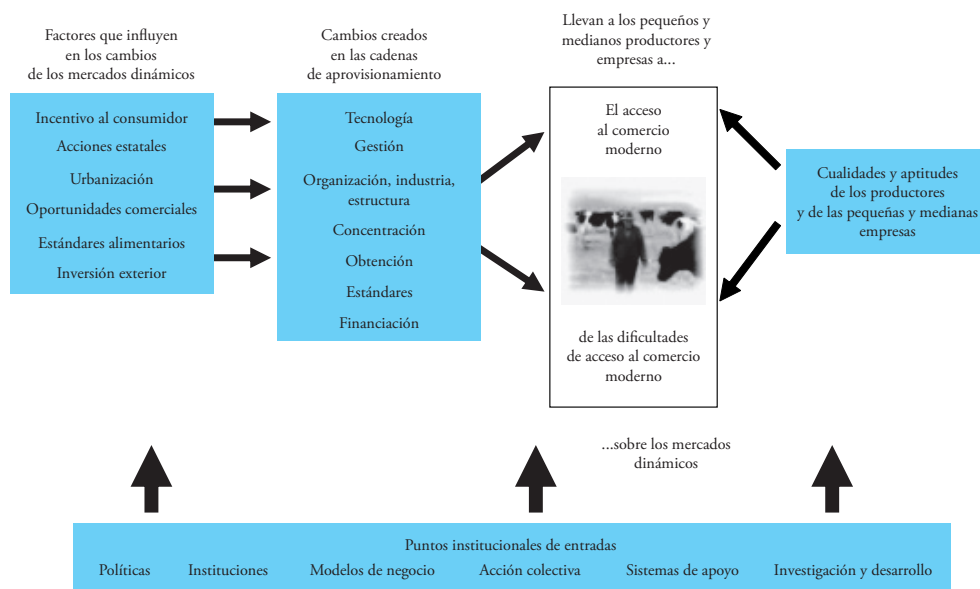 Factores que influyen
en los cambios
de los mercados dinámicos
Incentivo al consumidor
Acciones estatales
Urbanización
Oportunidades comerciales
Estándares alimentarios
Inversión exterior
Cambios creados
en las cadenas
de aprovisionamiento
Tecnología
Gestión
Organización, industria,
estructura
Concentración
Obtención
Estándares
Financiación
Llevan a los pequeños y
medianos productores y
empresas a...
El acceso
al comercio
moderno
de las dificultades
de acceso al comercio
moderno
...sobre los mercados
dinámicos
Cualidades y aptitudes
de los productores
y de las pequeñas y medianas
empresas
Puntos institucionales de entradas
Políticas Instituciones Modelos de negocio Acción colectiva Sistemas de apoyo Investigación y desarrollo